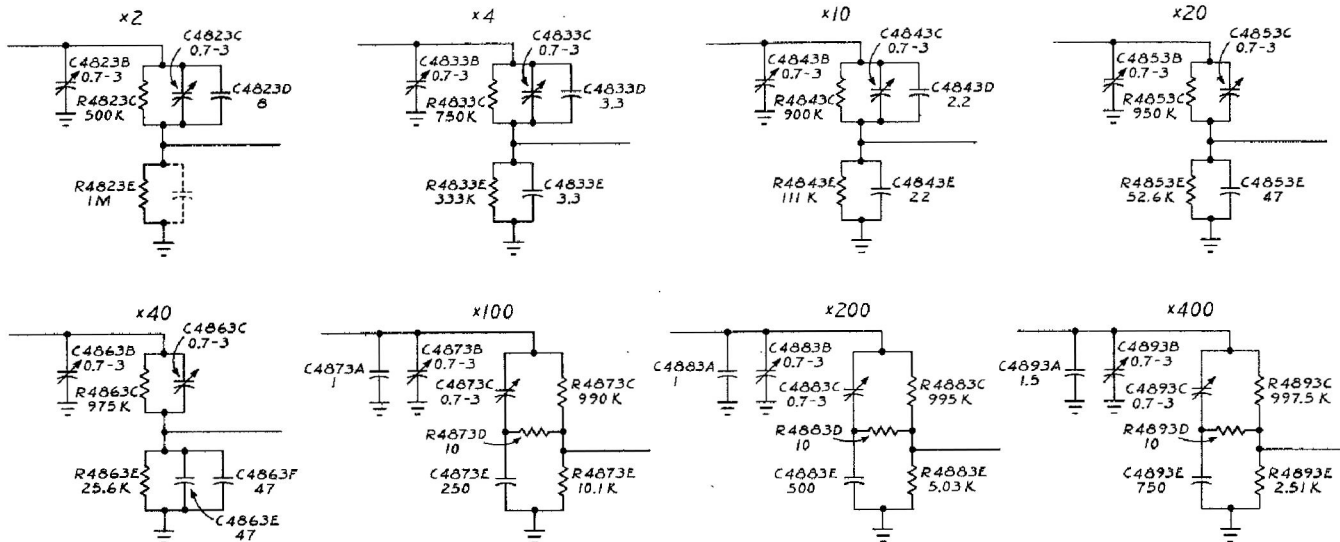 x2
C4823C
0.7-3
C4823B
0.7-3
R4823C
500K
C4823D
8
R4823E
1M
x4
C4833C
0.7-3
C4833B
0.7-3
R4833C
750K
C4833D
3.3
R4833E
333K
C4833E
3.3
x10
C4843C
0.7-3
C4843B
0.7-3
R4843C
900K
C4843D
2.2
R4843E
111K
C4843E
22
x20
C4853C
0.7-3
C4853B
0.7-3
R4853C
950K
R4853E
52.6K
C4853E
47
x40
C4863C
0.7-3
C4863B
0.7-3
R4863C
975K
R4863E
25.6K
C4863F
47
C4863E
47
x100
C4873A
1
C4873B
0.7-3
C4873C
0.7-3
R4873C
990K
R4873D
10
C4873E
250
R4873E
10.1K
x200
C4883A
1
C4883B
0.7-3
C4883C
0.7-3
R4883C
995K
R4883D
10
C4883E
500
R4883E
5.03K
x400
C4893A
1.5
C4893B
0.7-3
C4893C
0.7-3
R4893C
997.5K
R4893D
10
C4893E
750
R4893E
2.51K